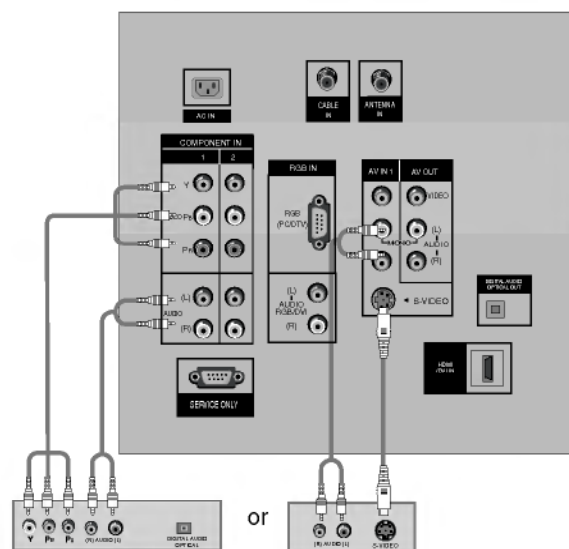 AC IN
CABLE IN
ANTENNA IN
COMPONENT IN
1 2
Y
PB
PR
(L)
AUDIO
(R)
RGB IN
RGB
(PC/DTV)
(L)
AUDIO
RGB/DVI
(R)
AV IN 1
AV OUT
VIDEO
MONO
(L)
AUDIO
(R)
S-VIDEO
DIGITAL AUDIO
OPTICAL OUT
SERVICE ONLY
Y
(R) AUDIO (L)
DIGITAL AUDIO
OPTICAL
or
(R) AUDIO (L)
S-VIDEO